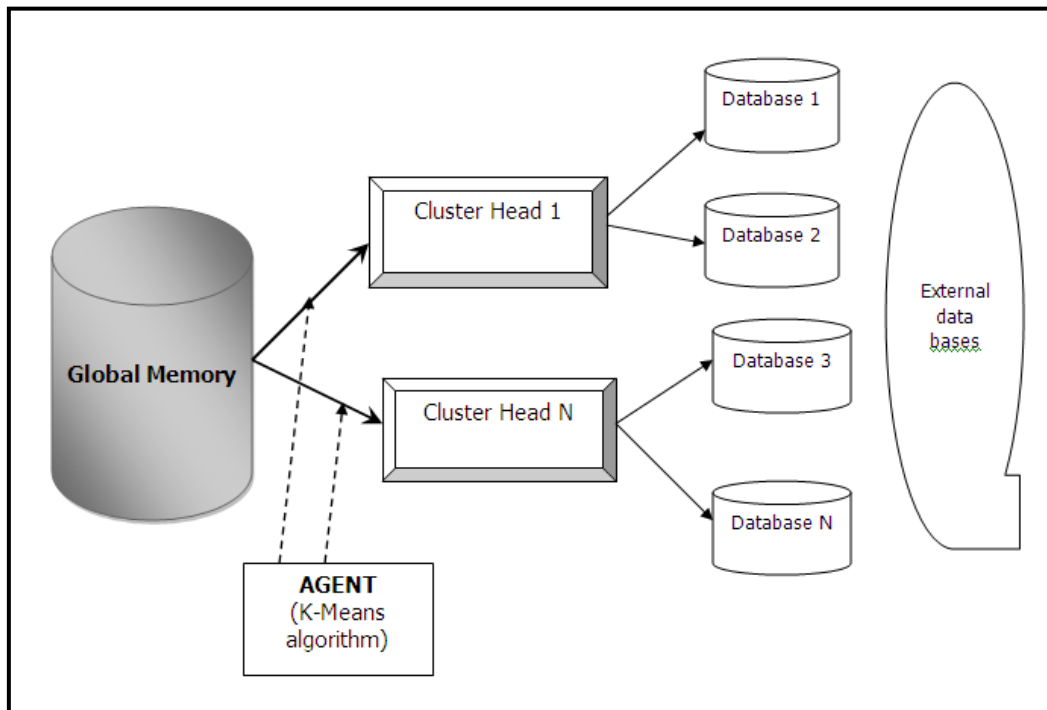 Global Memory
Cluster Head 1
Cluster Head N
AGENT
(K-Means
algorithm)
Database 1
Database 2
Database 3
Database N
External
data
bases